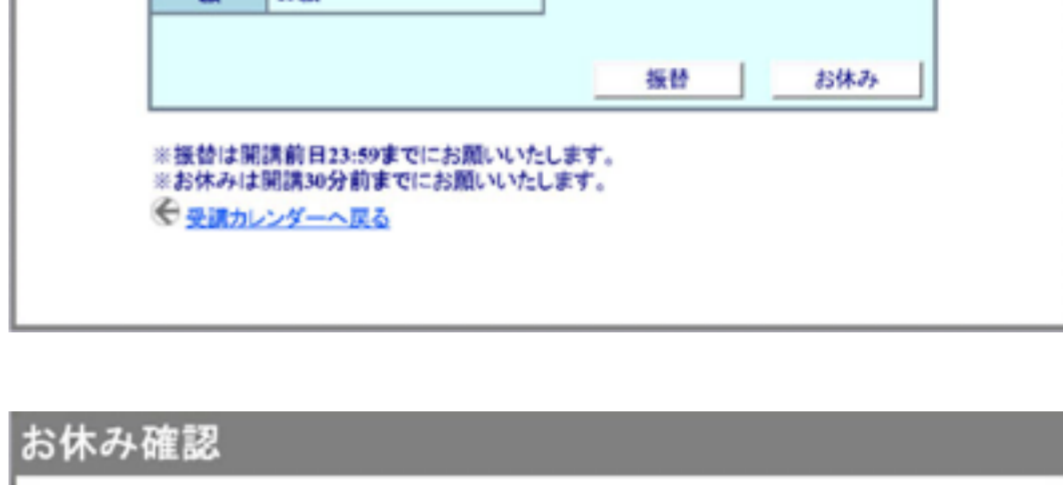 振替 お休み
※振替は開講前日23:59までにお願いいたします。
※お休みは開講30分前までにお願いいたします。
受講カレンダーへ戻る
お休み確認